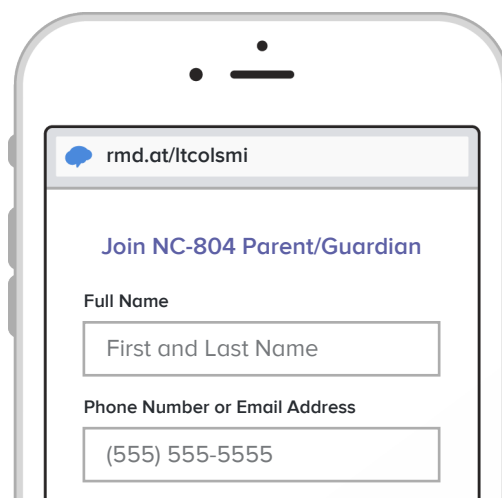 rmd.at/ltcolsmi
Join NC-804 Parent/Guardian
Full Name
First and Last Name
Phone Number or Email Address
(555) 555-5555